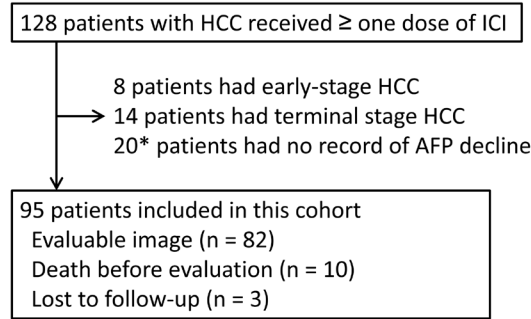 128 patients with HCC received ≥ one dose of ICI
8 patients had early-stage HCC
14 patients had terminal stage HCC
20* patients had no record of AFP decline
95 patients included in this cohort
Evaluable image (n = 82)
Death before evaluation (n = 10)
Lost to follow-up (n = 3)